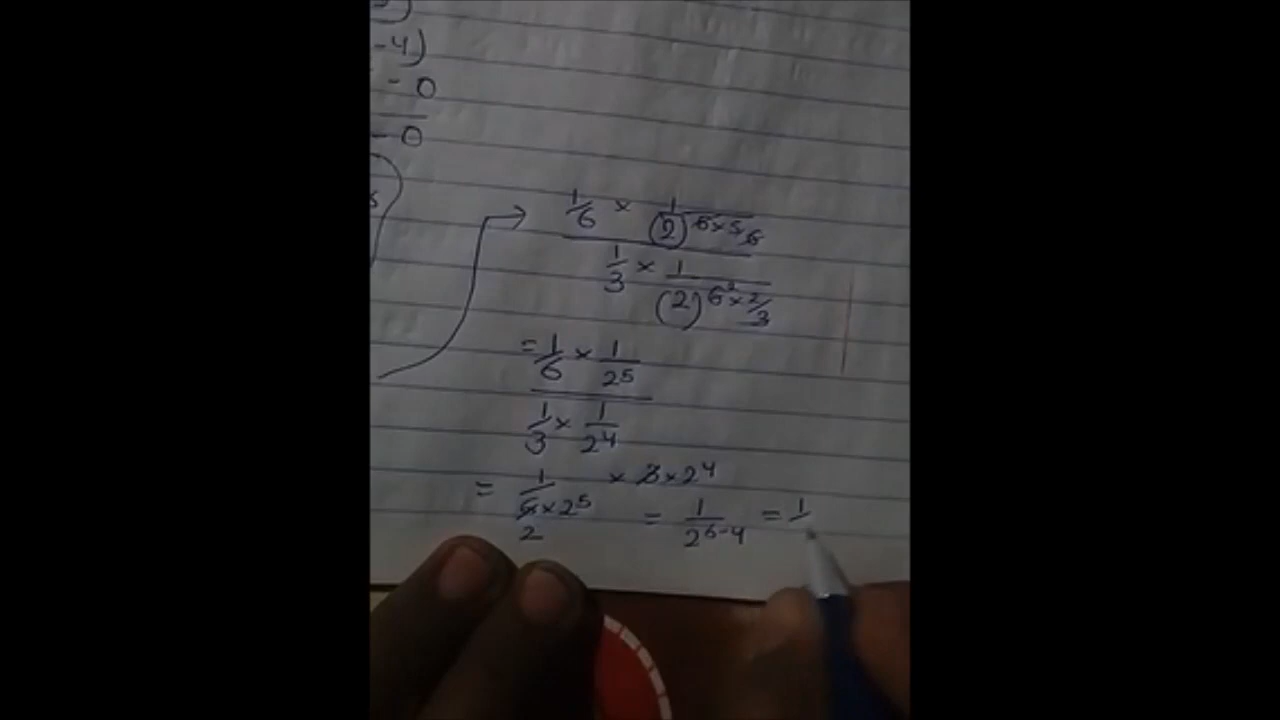 -4)
- 0
- 0
1/6 × 1/(2)^6×5/6
1/3 × 1/(2)^6²×2/3
= 1/6 × 1/2^5
1/3 × 1/2^4
= 1/6×2^5 × 3 × 2^4
2
= 1/2^6-4 = 1/